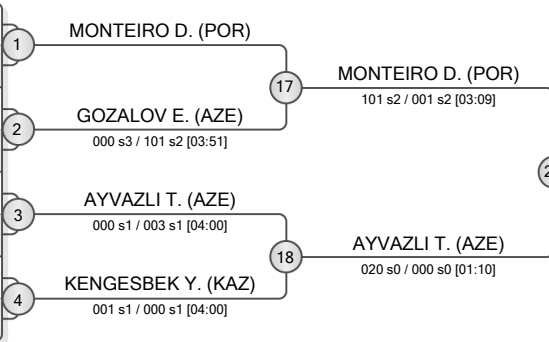 MONTEIRO D. (POR)
1
17
MONTEIRO D. (POR)
101 s2 / 001 s2 [03:09]
GOZALOV E. (AZE)
2
000 s3 / 101 s2 [03:51]
AYVAZLI T. (AZE)
3
000 s1 / 003 s1 [04:00]
18
AYVAZLI T. (AZE)
020 s0 / 000 s0 [01:10]
KENGESBEK Y. (KAZ)
4
001 s1 / 000 s1 [04:00]